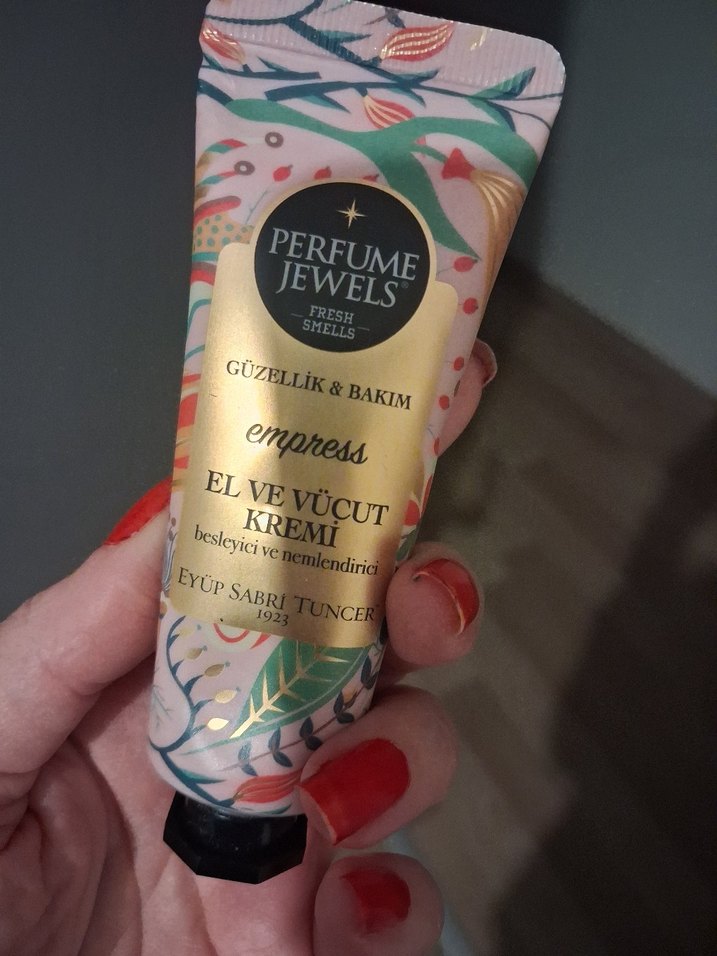 PERFUME
JEWELS®
FRESH
SMELLS
GÜZELLİK & BAKIM
empress
EL VE VÜCUT
KREMİ
besleyici ve nemlendirici
EYÜP SABRİ TUNCER
1923